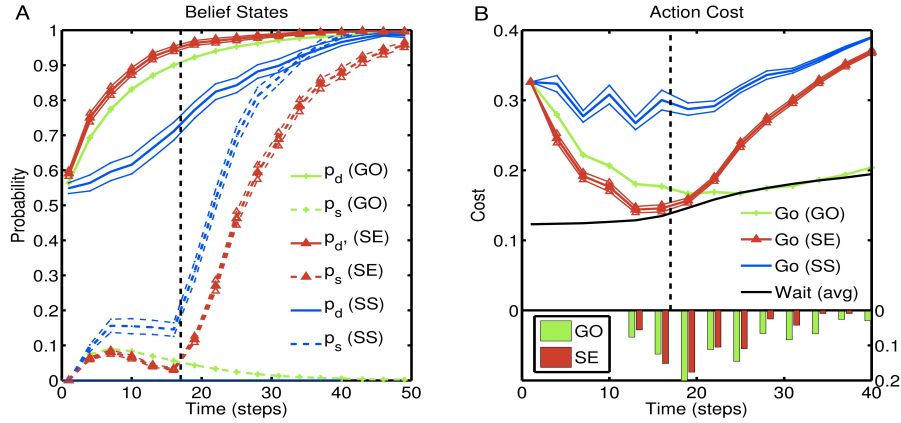 A
Belief States
Probability
1
0.9
0.8
0.7
0.6
0.5
0.4
0.3
0.2
0.1
0
0 10 20 30 40 50
Time (steps)
p_d (GO)
p_s (GO)
p_d, (SE)
p_s (SE)
p_d (SS)
p_s (SS)
B
Action Cost
Cost
0.4
0.3
0.2
0.1
0
Go (GO)
Go (SE)
Go (SS)
Wait (avg)
GO
SE
0
0.1
0.2
0 10 20 30 40
Time (steps)